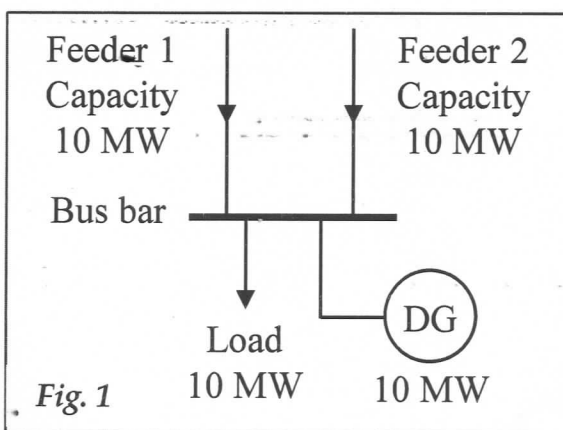 Feeder 1
Capacity
10 MW
Feeder 2
Capacity
10 MW
Bus bar
Load
10 MW
DG
10 MW
Fig. 1